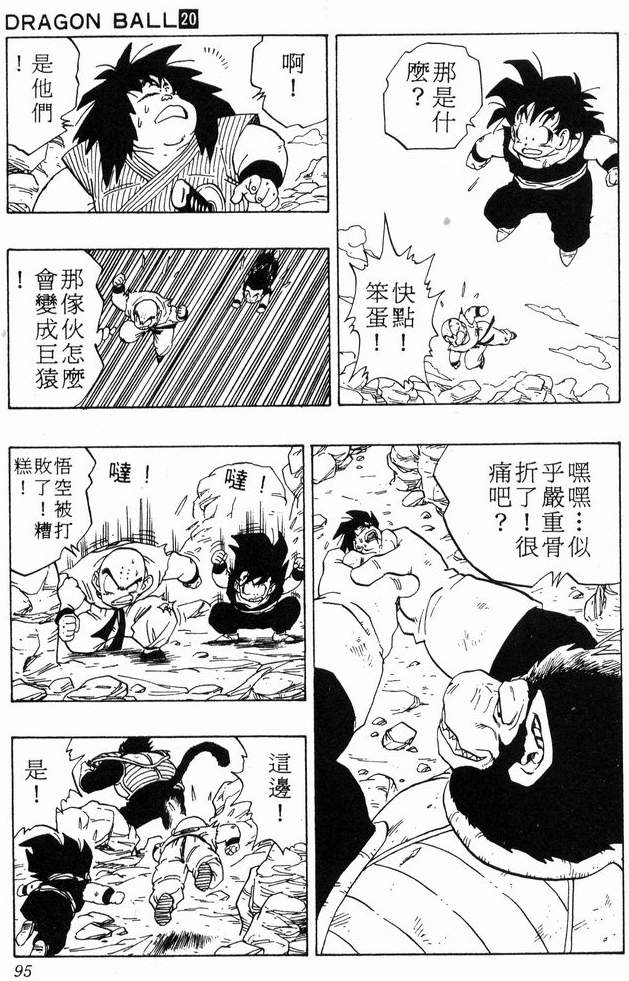 DRAGON BALL 20
那是什
麼？
快點！
笨蛋！
啊！
是他們
！
那傢伙怎麼
會變成巨猿
！
嘿嘿…似
乎嚴重骨
折了！很
痛吧？
噠！
噠！
悟空被打
敗了！糟
糕！
這邊！
是！
95